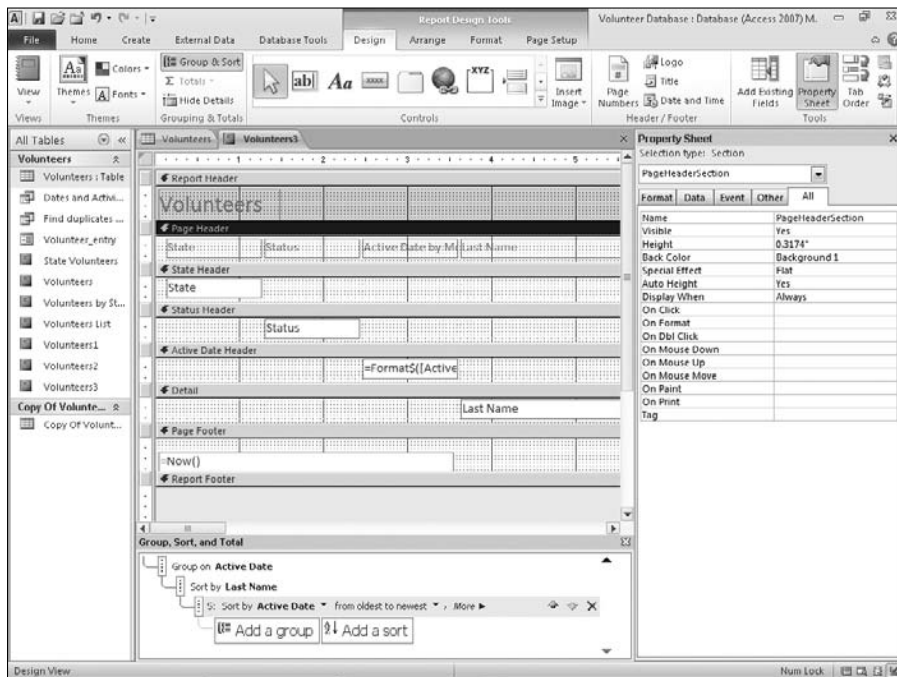 Report Design Tools
Volunteer Database : Database (Access 2007) M.
File Home Create External Data Database Tools Design Arrange Format Page Setup
View
Views
Themes
Colors
Fonts
Themes
Group & Sort
Σ Totals
Hide Details
Grouping & Totals
ab| Aa xxxx XYZ
Controls
Insert
Image
Page
Numbers
Logo
Title
Date and Time
Header / Footer
Add Existing
Fields
Property
Sheet
Tab
Order
Tools
All Tables
Volunteers
Volunteers : Table
Dates and Activi...
Find duplicates ...
Volunteer_entry
State Volunteers
Volunteers
Volunteers by St...
Volunteers List
Volunteers1
Volunteers2
Volunteers3
Copy Of Volunte...
Copy Of Volunt...
Volunteers Volunteers3
1 2 3 4 5
Report Header
Volunteers
Page Header
State Status Active Date by Mo Last Name
State Header
State
Status Header
Status
Active Date Header
=Format$([Active
Detail
Last Name
Page Footer
=Now()
Report Footer
Group, Sort, and Total
Group on Active Date
Sort by Last Name
S: Sort by Active Date from oldest to newest , More
Add a group Add a sort
Property Sheet
Selection type: Section
PageHeaderSection
Format Data Event Other All
Name PageHeaderSection
Visible Yes
Height 0.3174"
Back Color Background 1
Special Effect Flat
Auto Height Yes
Display When Always
On Click
On Format
On Dbl Click
On Mouse Down
On Mouse Up
On Mouse Move
On Paint
On Print
Tag
Design View
Num Lock